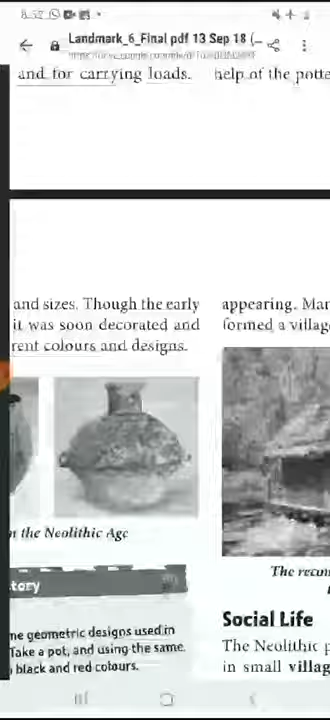 8:52
Landmark_6_Final pdf 13 Sep 18 (...
and for carrying loads.
help of the potte
and sizes. Though the early
it was soon decorated and
rent colours and designs.
n the Neolithic Age
tory
me geometric designs used in
Take a pot, and using the same
black and red colours.
appearing. Mar
formed a villag
The recon
Social Life
The Neolithic p
in small villag